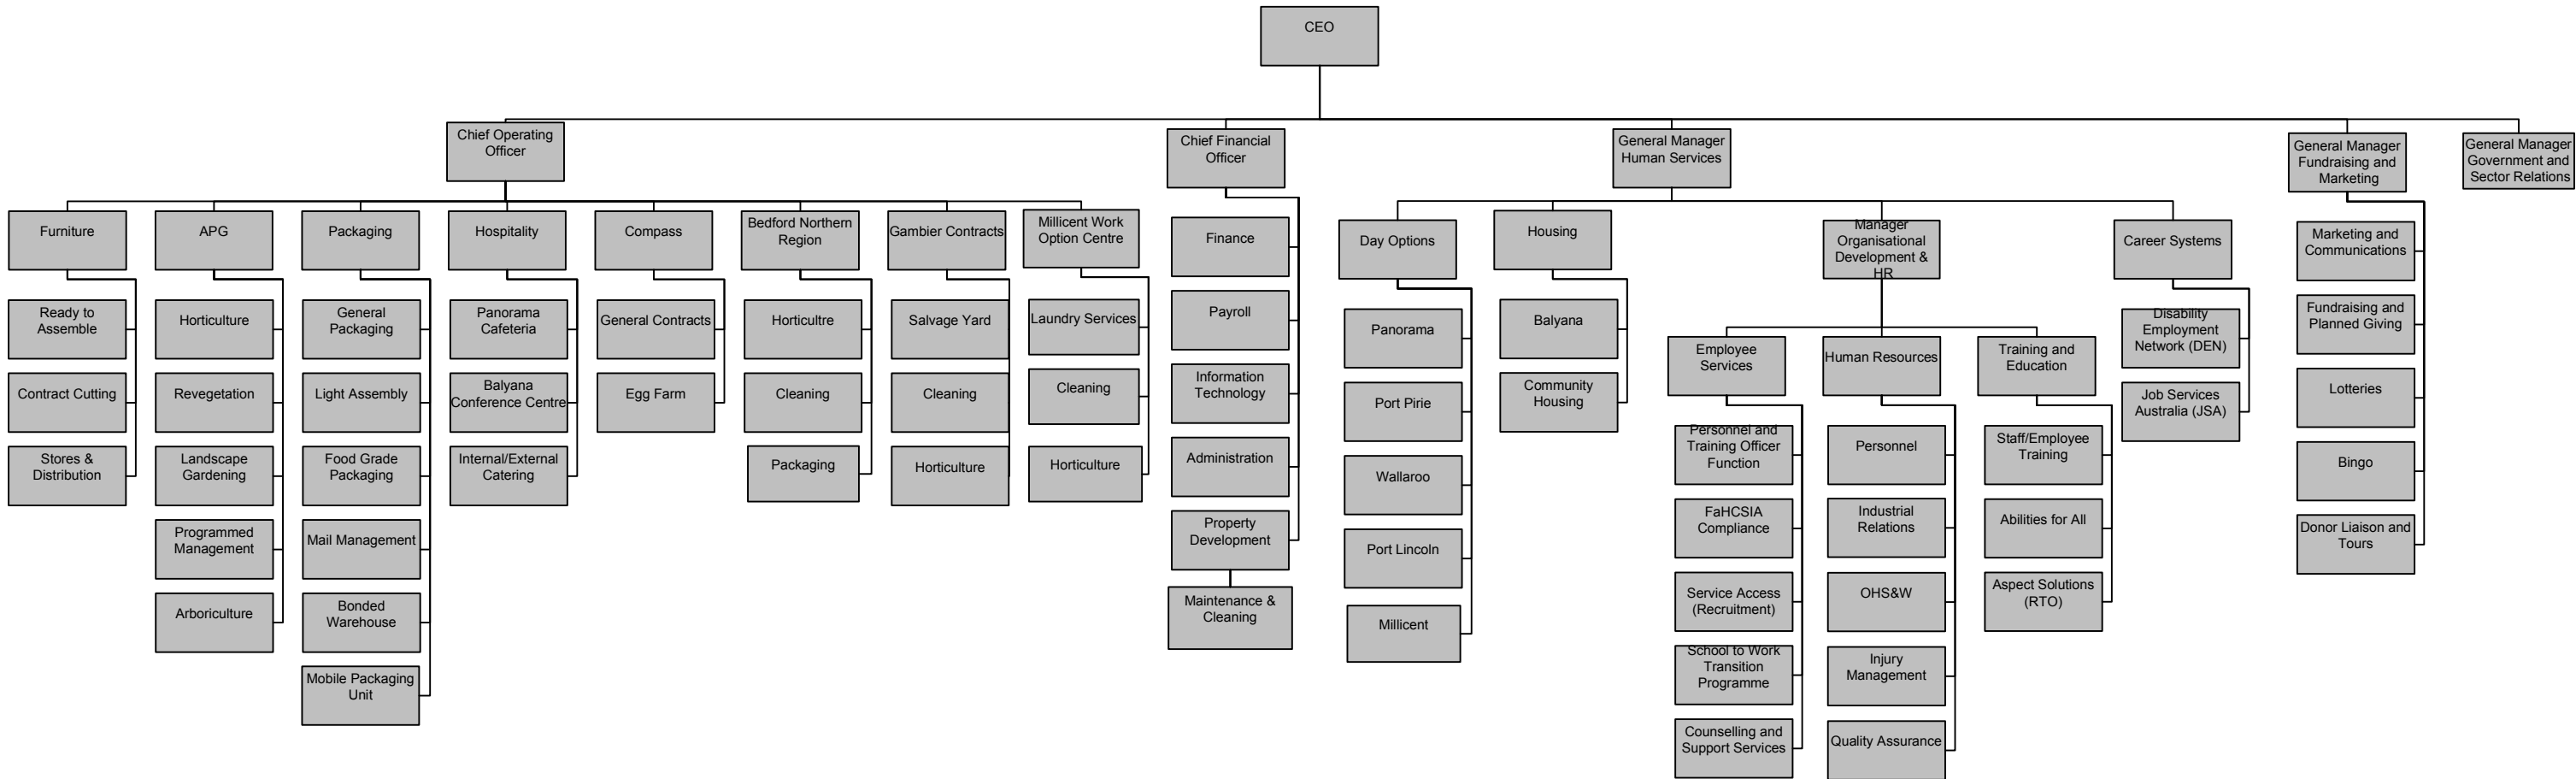 CEO
Chief Operating
Officer
Chief Financial
Officer
General Manager
Human Services
General Manager
Fundraising and
Marketing
General Manager
Government and
Sector Relations
Furniture
APG
Packaging
Hospitality
Compass
Bedford Northern
Region
Gambier Contracts
Millicent Work
Option Centre
Ready to
Assemble
Contract Cutting
Stores &
Distribution
Horticulture
Revegetation
Landscape
Gardening
Programmed
Management
Arboriculture
General
Packaging
Light Assembly
Food Grade
Packaging
Mail Management
Bonded
Warehouse
Mobile Packaging
Unit
Panorama
Cafeteria
Balyana
Conference Centre
Internal/External
Catering
General Contracts
Egg Farm
Horticultre
Cleaning
Packaging
Salvage Yard
Cleaning
Horticulture
Laundry Services
Cleaning
Horticulture
Finance
Payroll
Information
Technology
Administration
Property
Development
Maintenance &
Cleaning
Day Options
Housing
Manager
Organisational
Development &
HR
Career Systems
Panorama
Port Pirie
Wallaroo
Port Lincoln
Millicent
Balyana
Community
Housing
Employee
Services
Human Resources
Training and
Education
Personnel and
Training Officer
Function
FaHCSIA
Compliance
Service Access
(Recruitment)
School to Work
Transition
Programme
Counselling and
Support Services
Personnel
Industrial
Relations
OHS&W
Injury
Management
Quality Assurance
Staff/Employee
Training
Abilities for All
Aspect Solutions
(RTO)
Disability
Employment
Network (DEN)
Job Services
Australia (JSA)
Marketing and
Communications
Fundraising and
Planned Giving
Lotteries
Bingo
Donor Liaison and
Tours